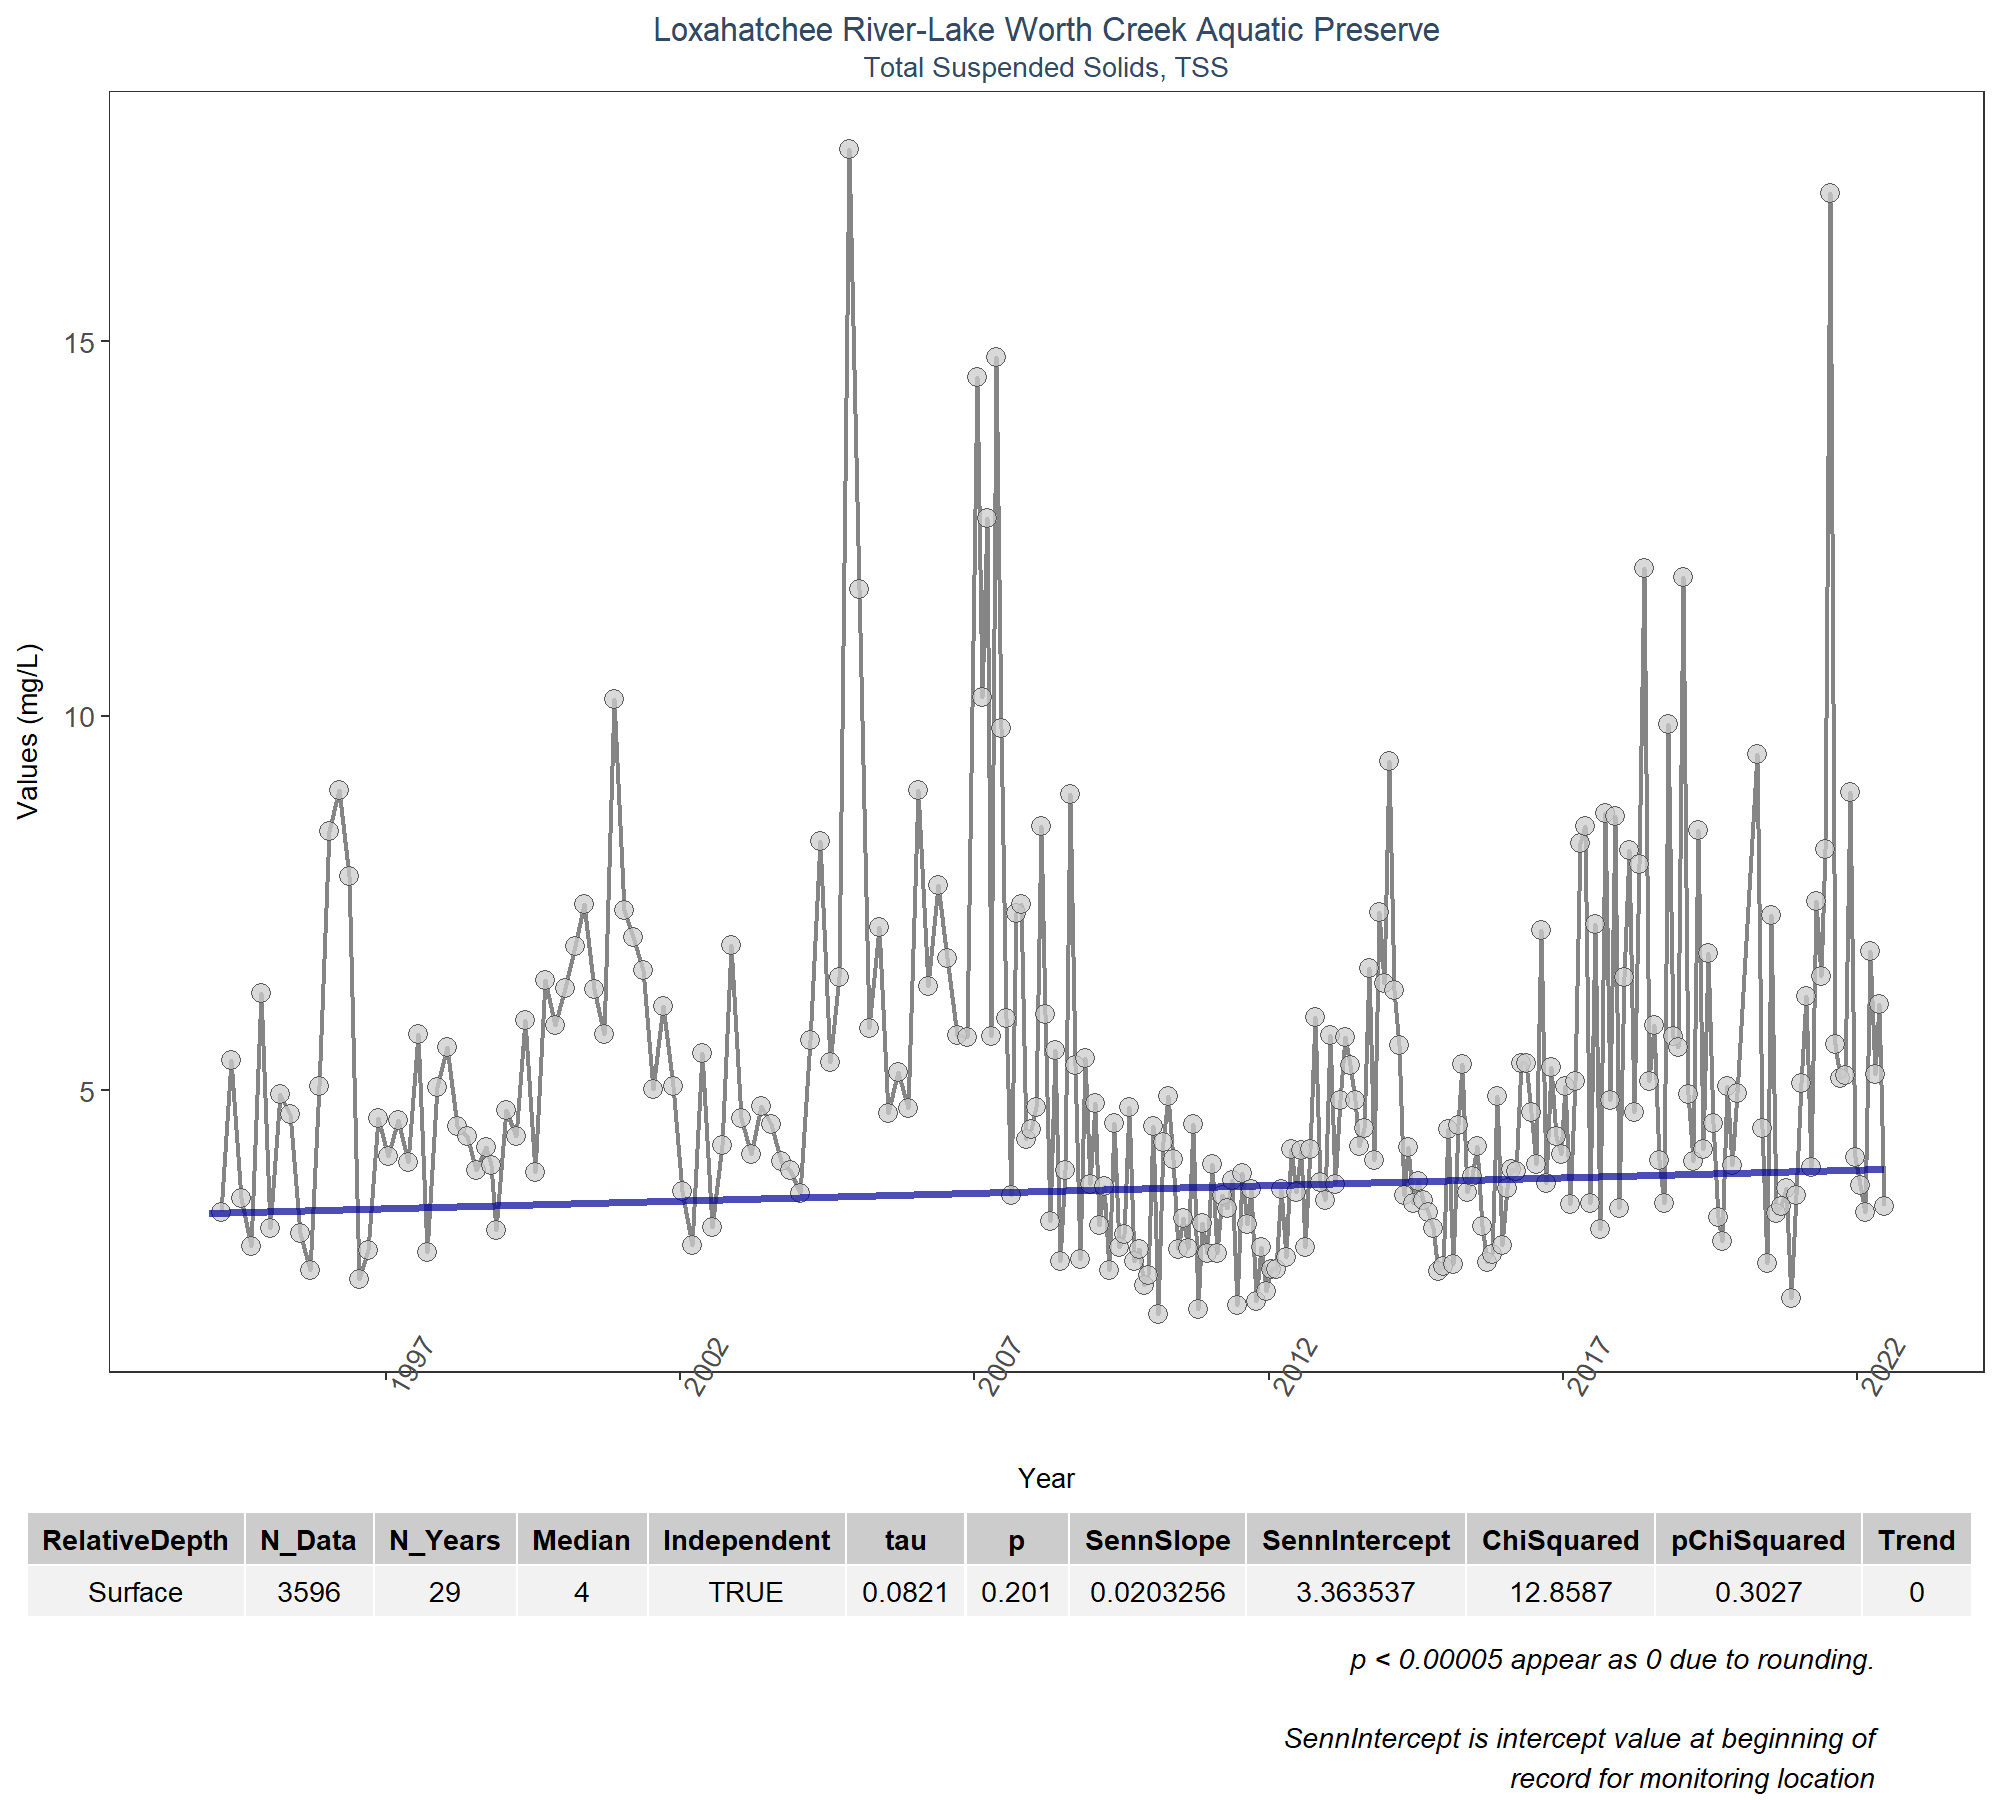 Loxahatchee River-Lake Worth Creek Aquatic Preserve
Total Suspended Solids, TSS
Values (mg/L)
15
10
5
1997
2002
2007
2012
2017
2022
Year
RelativeDepth N_Data N_Years Median Independent tau p SennSlope SennIntercept ChiSquared pChiSquared Trend
Surface 3596 29 4 TRUE 0.0821 0.201 0.0203256 3.363537 12.8587 0.3027 0
p < 0.00005 appear as 0 due to rounding.
SennIntercept is intercept value at beginning of
record for monitoring location